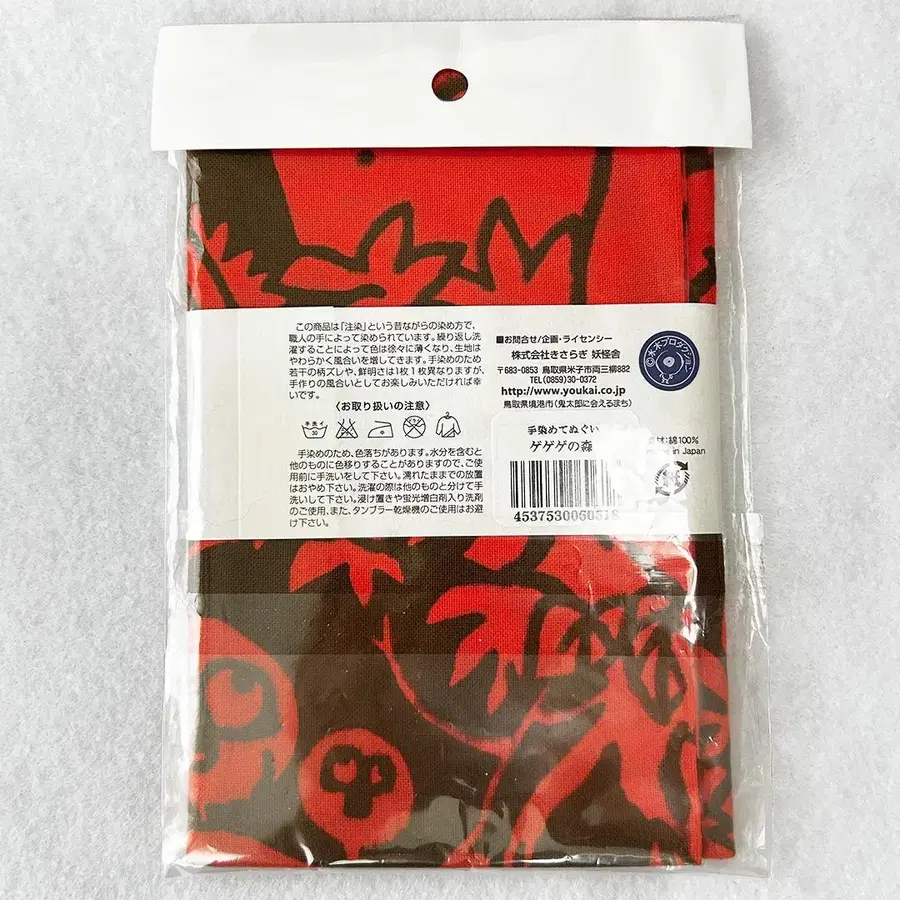 この商品は「注染」という昔ながらの染め方で、
職人の手によって染められています。繰り返し洗
濯することによって色は徐々に薄くなり、生地は
やわらかく風合いを増してきます。手染めのため
若干の柄ズレや、鮮明さは1枚1枚異なりますが、
手作りの風合いとしてお楽しみいただければ幸
いです。
〈お取り扱いの注意〉
手洗イ
30
手染めのため、色落ちがあります。水分を含むと
他のものに色移りすることがありますので、ご使
用前に手洗いをして下さい。濡れたままでの放置
はおやめ下さい。洗濯の際は他のものと分けて手
洗いして下さい。浸け置きや蛍光増白剤入り洗剤
のご使用、また、タンブラー乾燥機のご使用はお避
け下さい。
■お問合せ/企画・ライセンシー
株式会社きさらぎ 妖怪舎
〒683-0853 鳥取県米子市両三柳882
TEL(0859)30-0372
http://www.youkai.co.jp
鳥取県境港市(鬼太郎に会えるまち)
©水木プロダクション
手染めてぬぐい
ゲゲゲの森
綿100%
in Japan